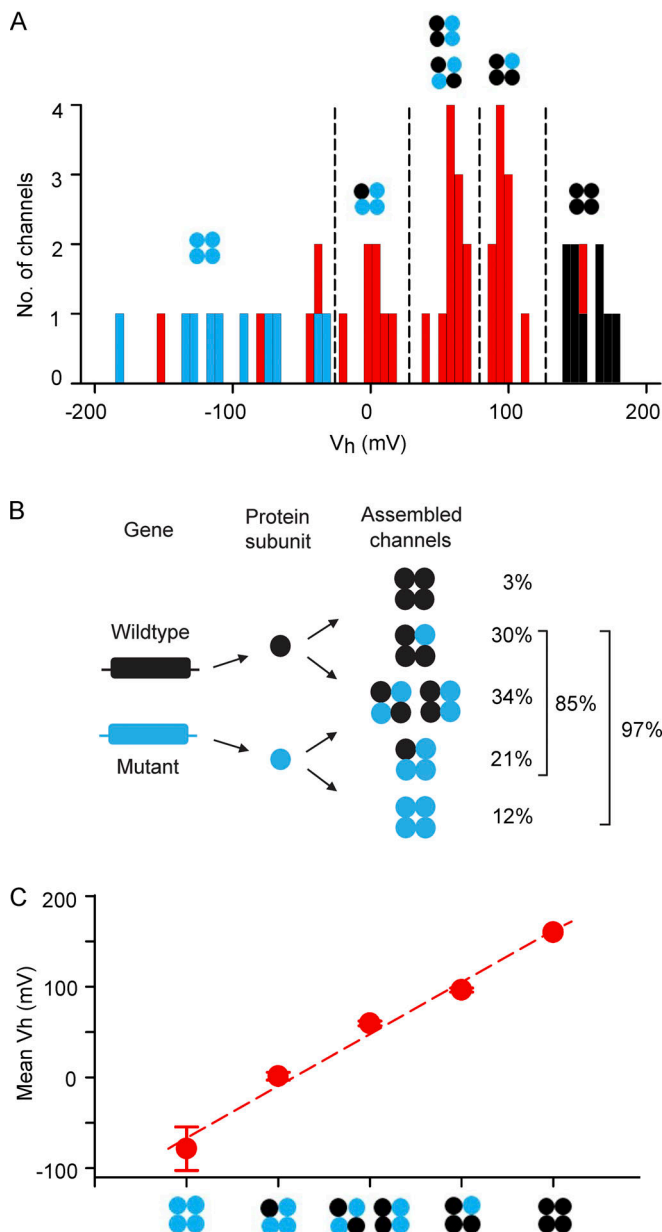 A
No. of channels
4
3
2
1
0
-200
-100
0
100
200
Vh (mV)
B
Gene
Protein
subunit
Assembled
channels
Wildtype
Mutant
3%
30%
34%
21%
12%
85%
97%
C
Mean Vh (mV)
200
100
0
-100